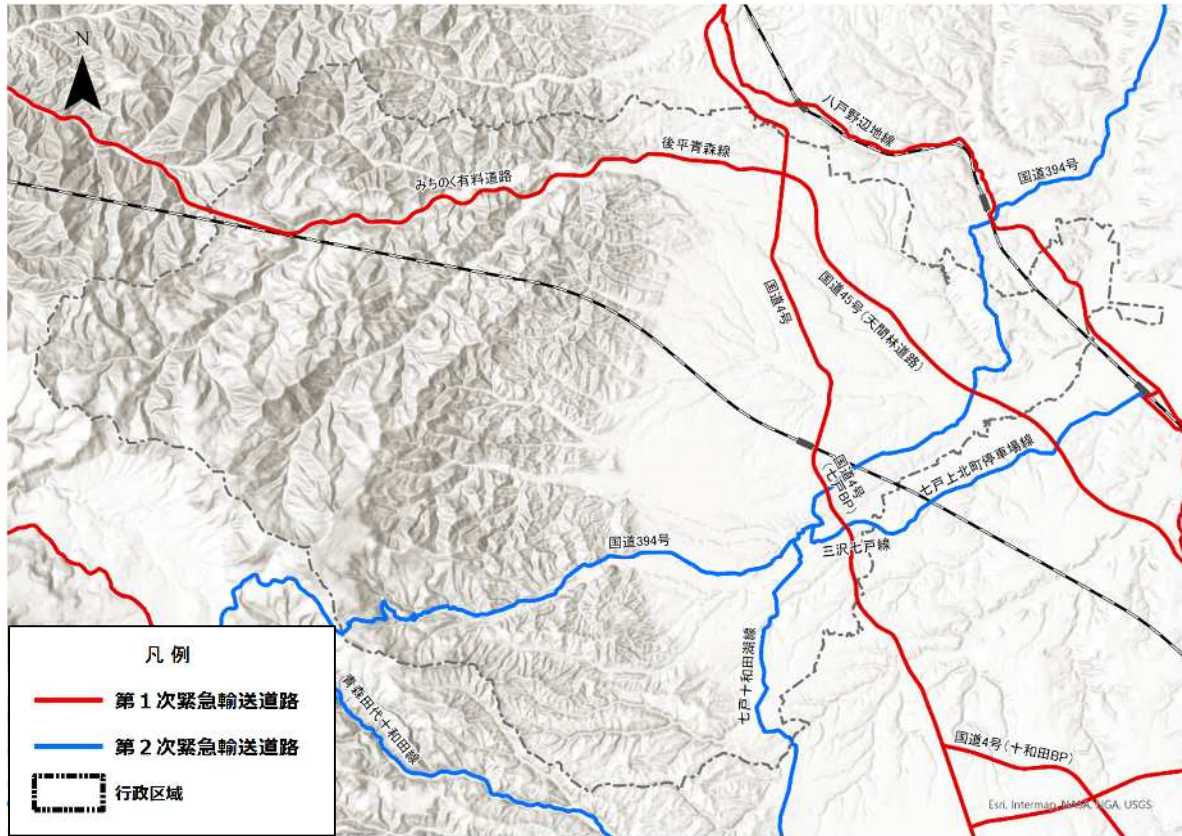 N
八戸野辺地線
国道394号
後平青森線
みちのく有料道路
国道4号
国道45号(天間林道路)
国道4号
(七戸BP)
七戸上北町停車場線
三沢七戸線
国道394号
七戸十和田湖線
青森田代十和田線
国道4号(十和田BP)
凡 例
第1次緊急輸送道路
第2次緊急輸送道路
行政区域
Esri, Intermap, NASA, NGA, USGS